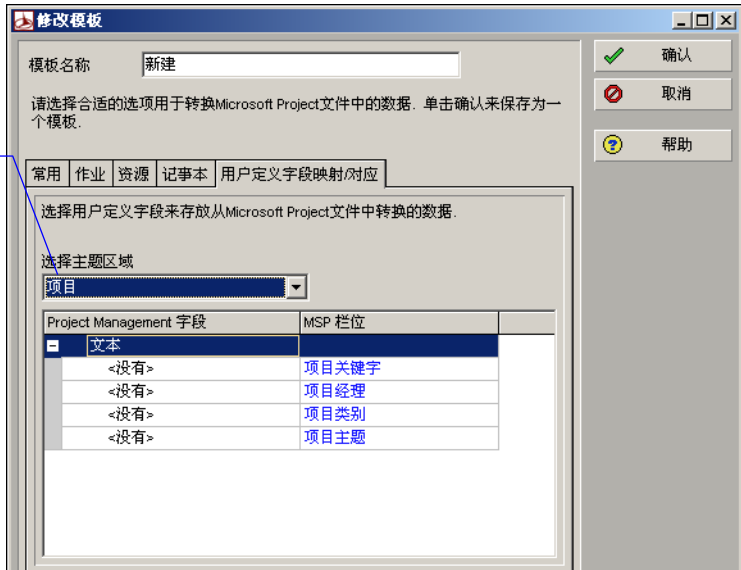 修改模板
模板名称 新建
请选择合适的选项用于转换Microsoft Project文件中的数据. 单击确认来保存为一
个模板.
确认
取消
帮助
常用 作业 资源 记事本 用户定义字段映射/对应
选择用户定义字段来存放从Microsoft Project文件中转换的数据.
选择主题区域
项目
Project Management 字段 MSP 栏位
文本
<没有> 项目关键字
<没有> 项目经理
<没有> 项目类别
<没有> 项目主题